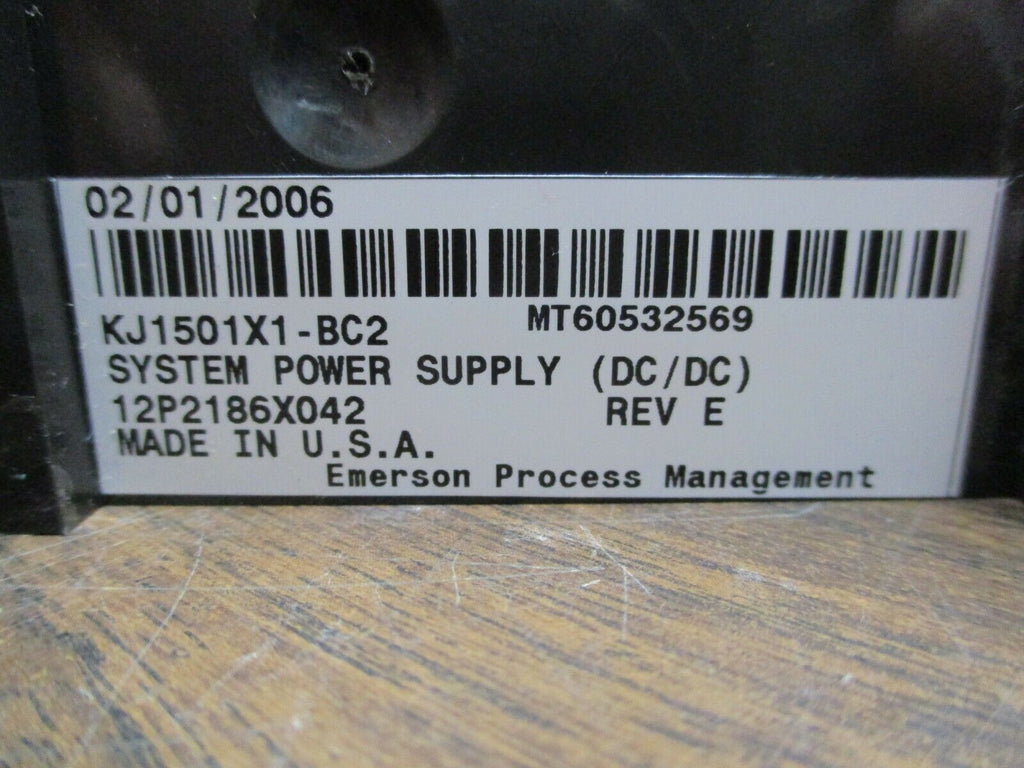 02/01/2006
KJ1501X1-BC2 MT60532569
SYSTEM POWER SUPPLY (DC/DC)
12P2186X042 REV E
MADE IN U.S.A.
Emerson Process Management